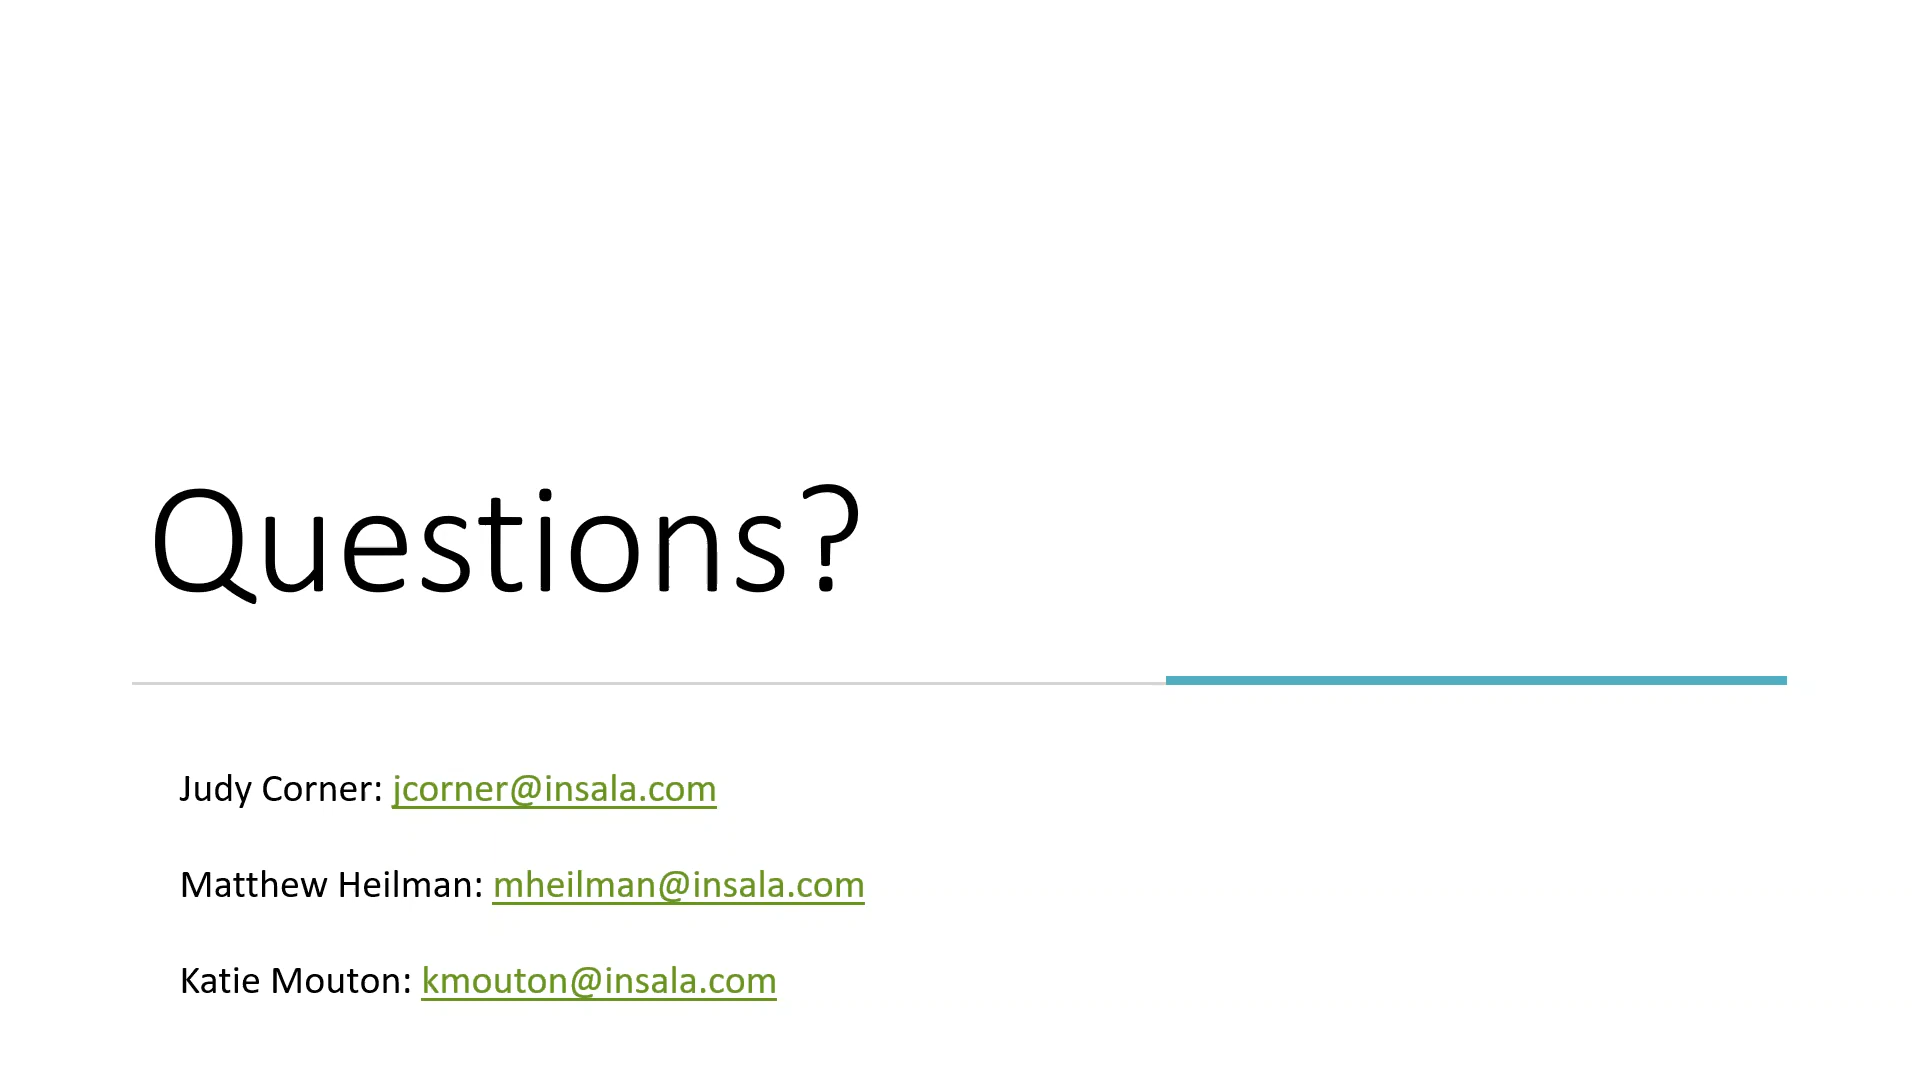 Questions?
Judy Corner: jcorner@insala.com
Matthew Heilman: mheilman@insala.com
Katie Mouton: kmouton@insala.com